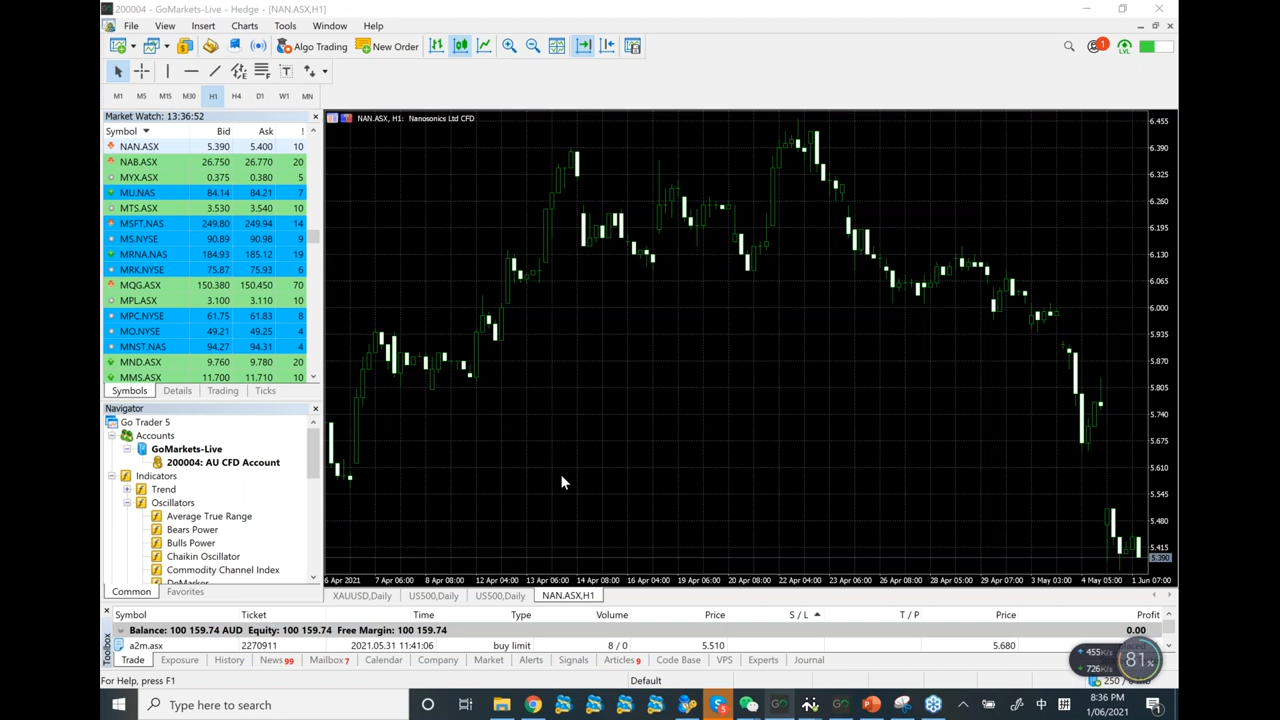 200004 - GoMarkets-Live - Hedge - [NAN.ASX,H1]
File View Insert Charts Tools Window Help
Algo Trading New Order 1 LVL
M1 M5 M15 M30 H1 H4 D1 W1 MN
Market Watch: 13:36:52
Symbol Bid Ask !
NAN.ASX 5.390 5.400 10
NAB.ASX 26.750 26.770 20
MYX.ASX 0.375 0.380 5
MU.NAS 84.14 84.21 7
MTS.ASX 3.530 3.540 10
MSFT.NAS 249.80 249.94 14
MS.NYSE 90.89 90.98 9
MRNA.NAS 184.93 185.12 19
MRK.NYSE 75.87 75.93 6
MQG.ASX 150.380 150.450 70
MPL.ASX 3.100 3.110 10
MPC.NYSE 61.75 61.83 8
MO.NYSE 49.21 49.25 4
MNST.NAS 94.27 94.31 4
MND.ASX 9.760 9.780 20
MMS.ASX 11.700 11.710 10
Symbols Details Trading Ticks
Navigator
Go Trader 5
Accounts
GoMarkets-Live
200004: AU CFD Account
Indicators
Trend
Oscillators
Average True Range
Bears Power
Bulls Power
Chaikin Oscillator
Commodity Channel Index
DeMarker
Common Favorites
NAN.ASX, H1: Nanosonics Ltd CFD
6.455
6.390
6.325
6.260
6.195
6.130
6.065
6.000
5.935
5.870
5.805
5.740
5.675
5.610
5.545
5.480
5.415
5.390
6 Apr 2021 7 Apr 06:00 8 Apr 08:00 12 Apr 04:00 13 Apr 06:00 14 Apr 08:00 16 Apr 04:00 19 Apr 06:00 20 Apr 08:00 22 Apr 04:00 23 Apr 06:00 26 Apr 08:00 28 Apr 05:00 29 Apr 07:00 3 May 03:00 4 May 05:00 1 Jun 07:00
XAUUSD,Daily US500,Daily US500,Daily NAN.ASX,H1
Toolbox
Symbol Ticket Time Type Volume Price S / L T / P Price Profit
Balance: 100 159.74 AUD Equity: 100 159.74 Free Margin: 100 159.74 0.00
a2m.asx 2270911 2021.05.31 11:41:06 buy limit 8 / 0 5.510 5.680
Trade Exposure History News 99 Mailbox 7 Calendar Company Market Alerts Signals Articles 9 Code Base VPS Experts Journal
455K/s
726K/s
81%
For Help, press F1 Default
Type here to search 中 拼
8:36 PM
1/06/2021
1